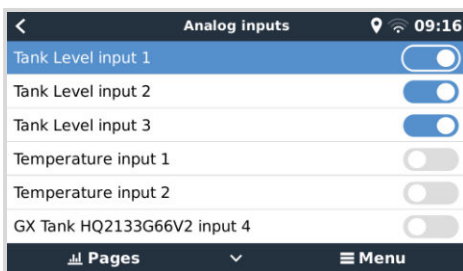 Analog inputs 09:16
Tank Level input 1
Tank Level input 2
Tank Level input 3
Temperature input 1
Temperature input 2
GX Tank HQ2133G66V2 input 4
Pages Menu